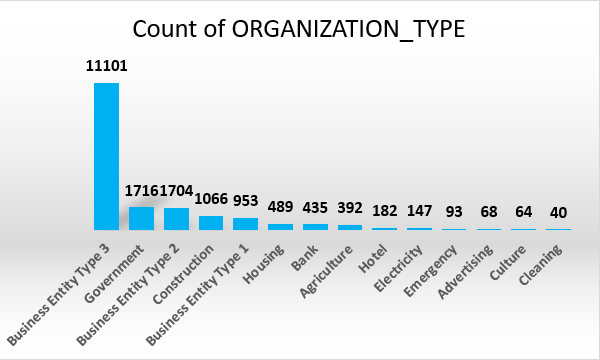 Count of ORGANIZATION_TYPE
11101
1716
1704
1066
953
489
435
392
182
147
93
68
64
40
Business Entity Type 3
Government
Business Entity Type 2
Construction
Business Entity Type 1
Housing
Bank
Agriculture
Hotel
Electricity
Emergency
Advertising
Culture
Cleaning